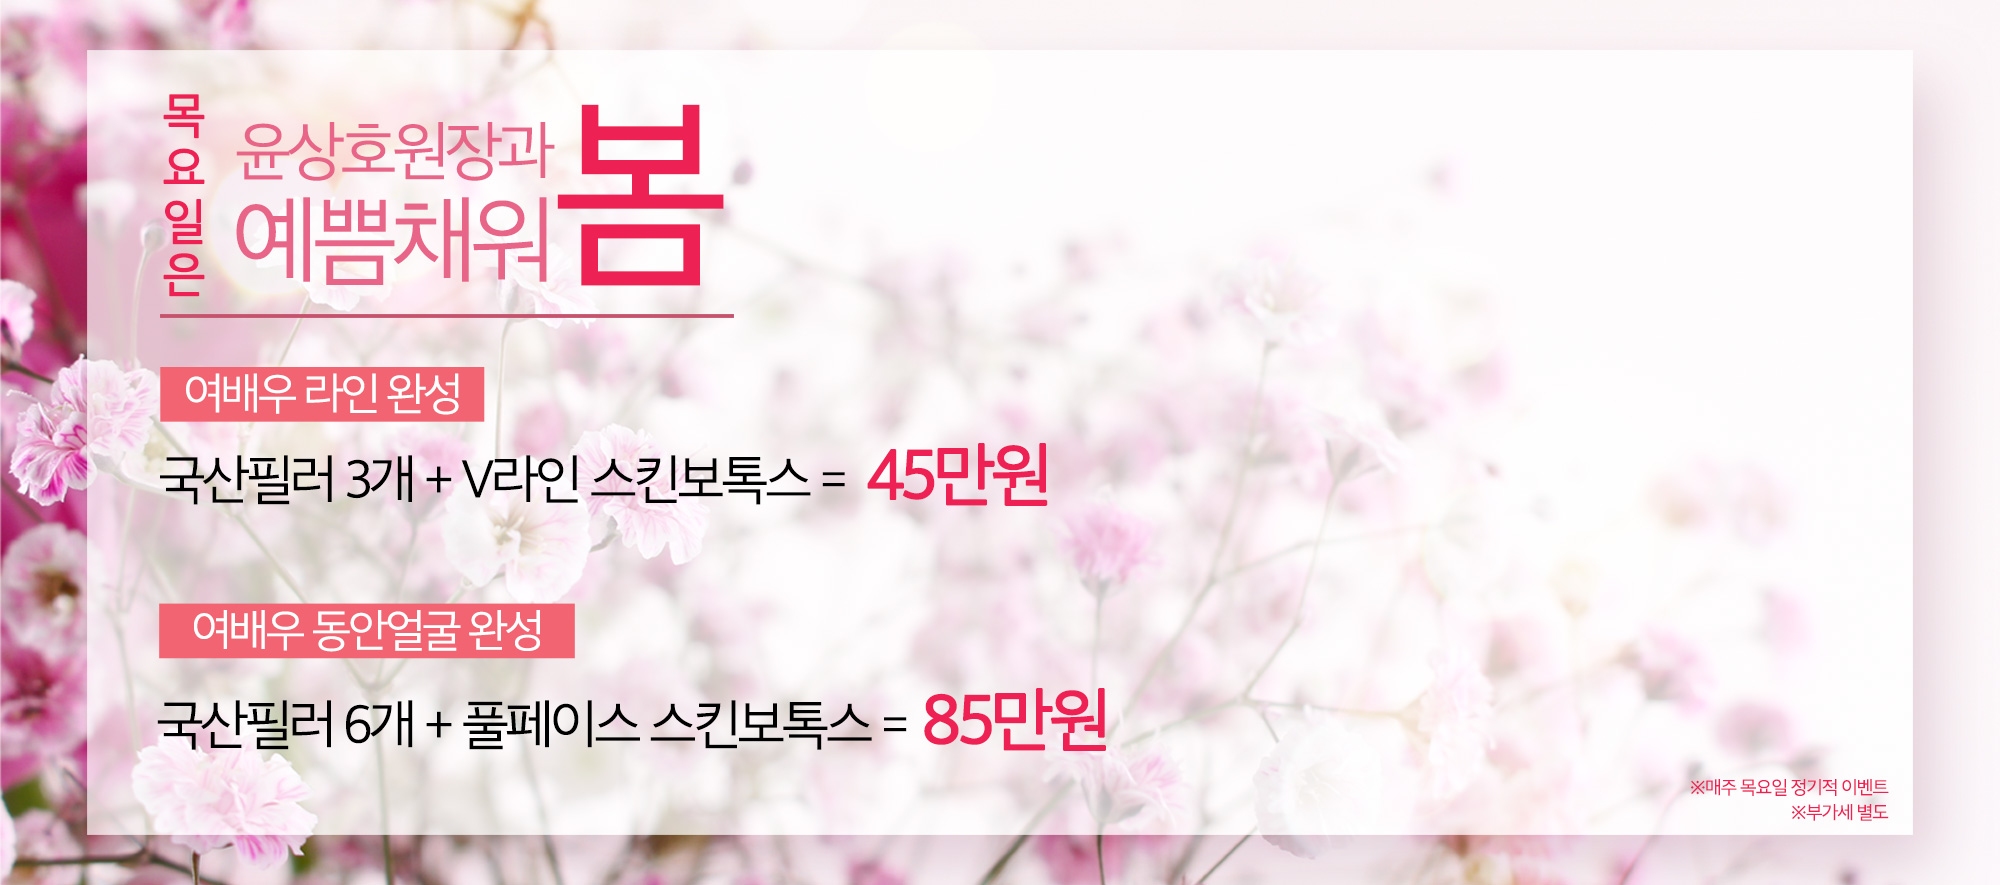 목요일은
윤상호원장과
예쁨채워봄
여배우 라인 완성
국산필러 3개 + V라인 스킨보톡스 = 45만원
여배우 동안얼굴 완성
국산필러 6개 + 풀페이스 스킨보톡스 = 85만원
※매주 목요일 정기적 이벤트
※부가세 별도